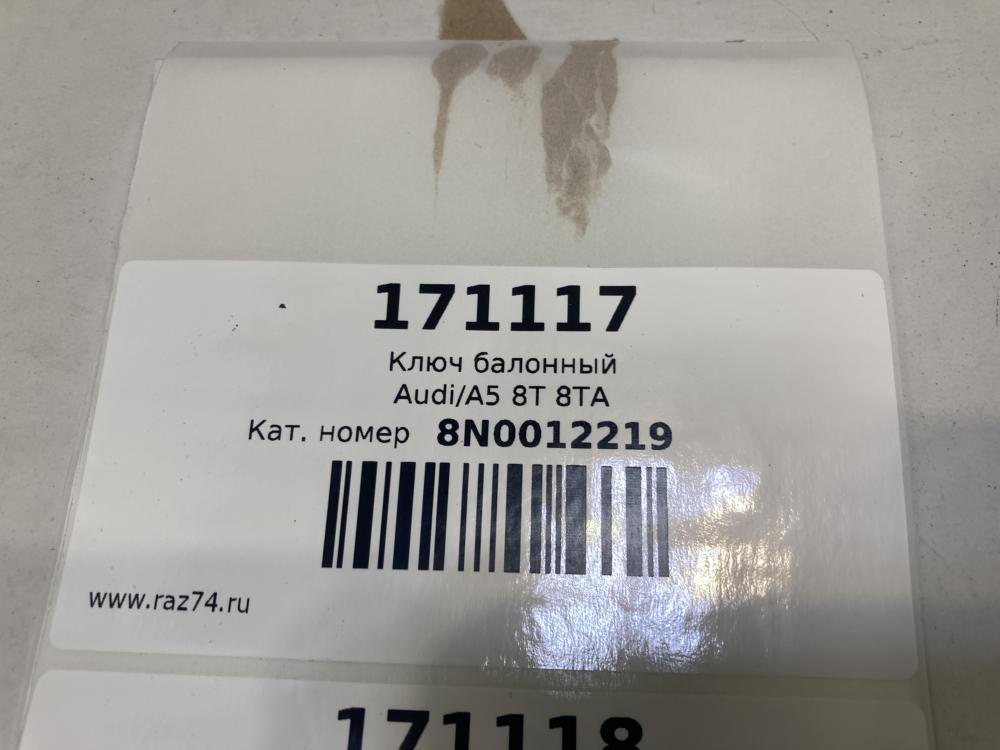 171117
Ключ балонный
Audi/A5 8T 8TA
Кат. номер 8N0012219
www.raz74.ru
171118